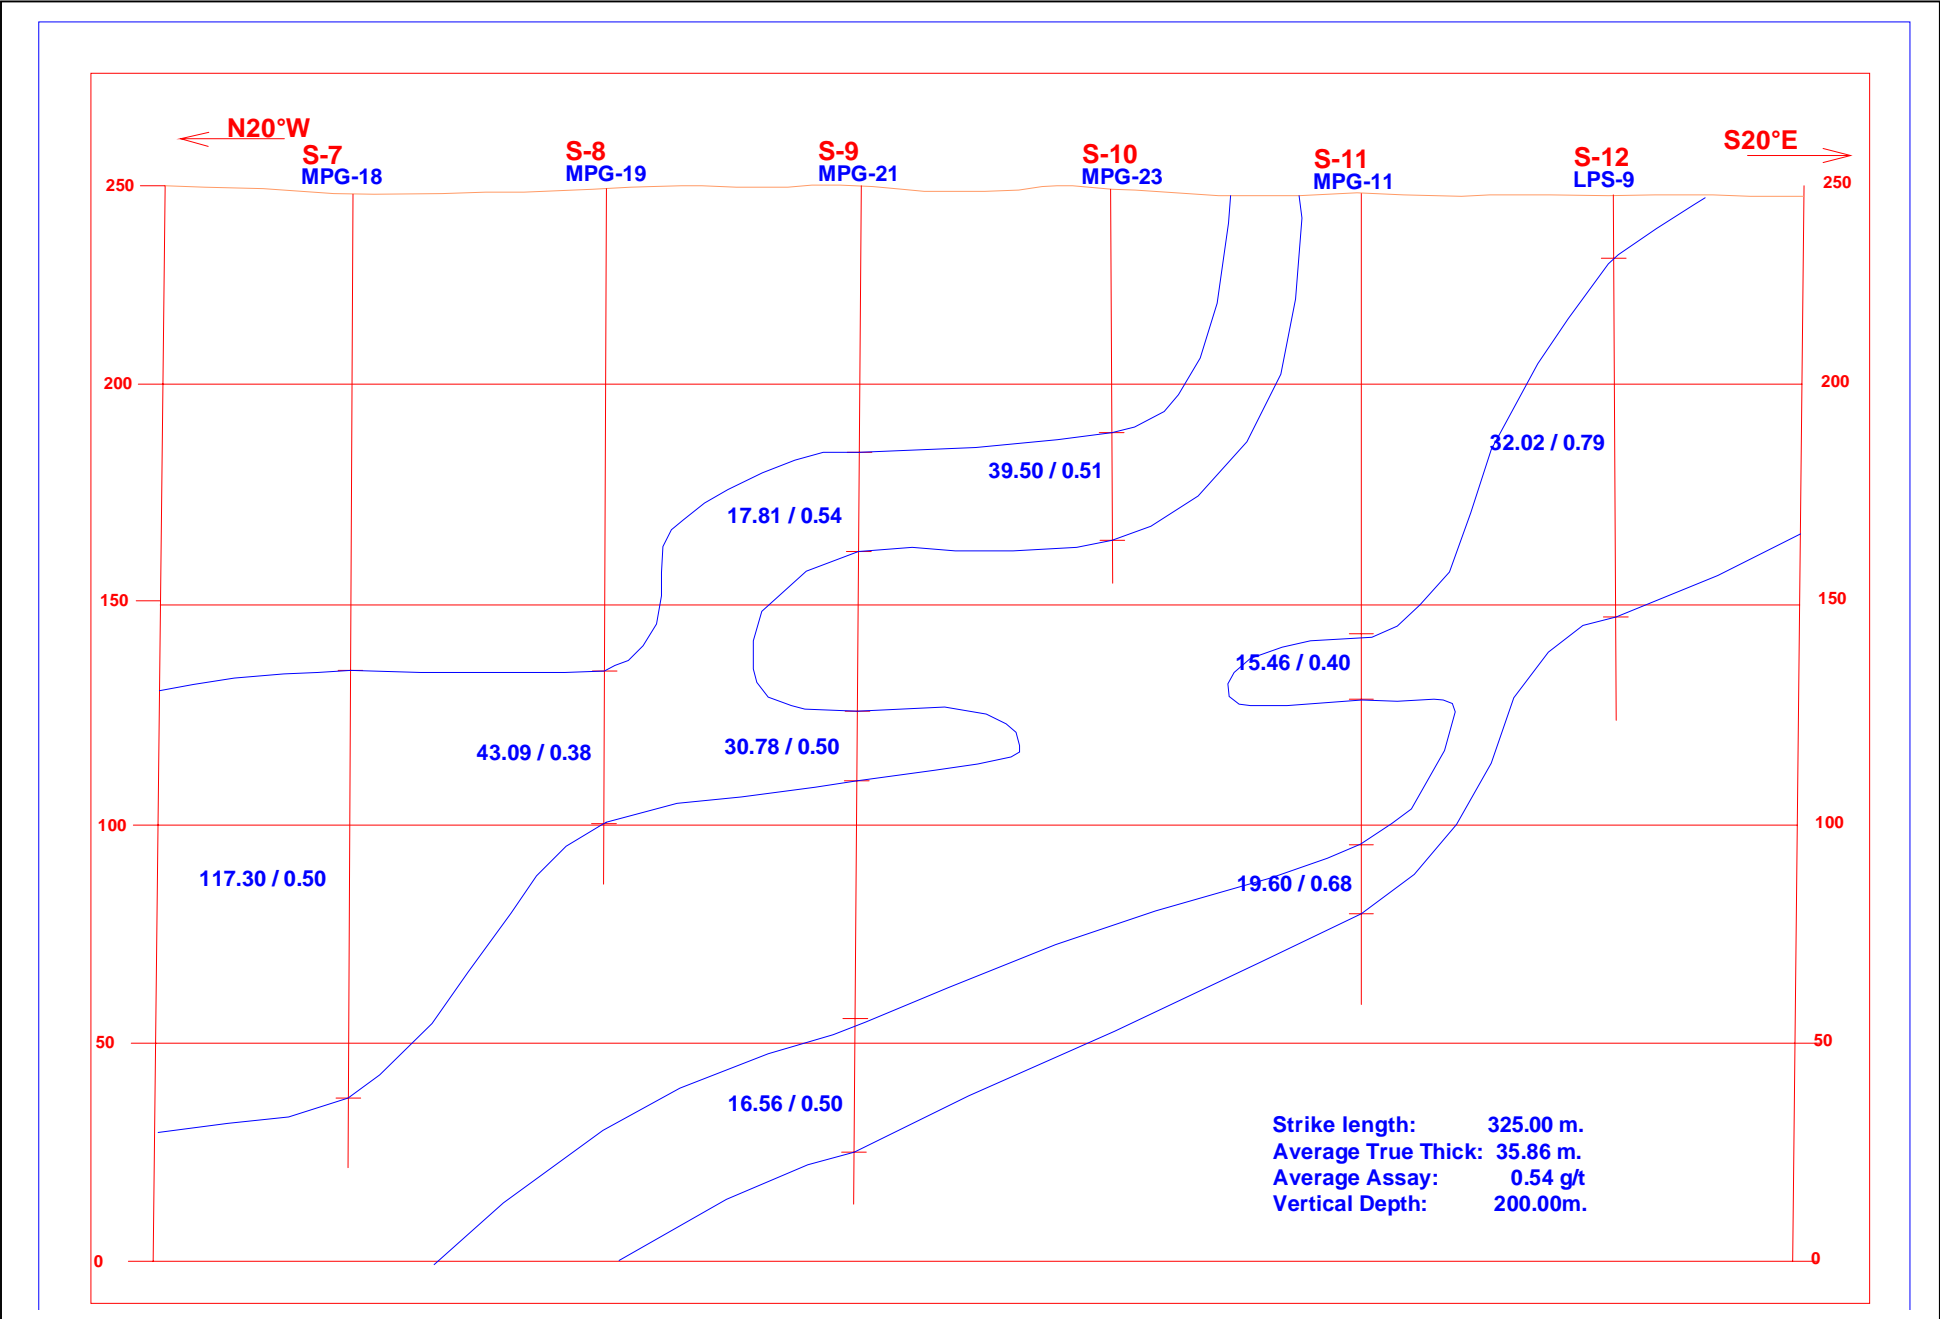 N20°W
S20°E
S-7
MPG-18
S-8
MPG-19
S-9
MPG-21
S-10
MPG-23
S-11
MPG-11
S-12
LPS-9
250
250
200
200
32.02 / 0.79
39.50 / 0.51
17.81 / 0.54
150
150
15.46 / 0.40
43.09 / 0.38
30.78 / 0.50
100
100
117.30 / 0.50
19.60 / 0.68
50
50
16.56 / 0.50
Strike length: 325.00 m.
Average True Thick: 35.86 m.
Average Assay: 0.54 g/t
Vertical Depth: 200.00m.
0
0